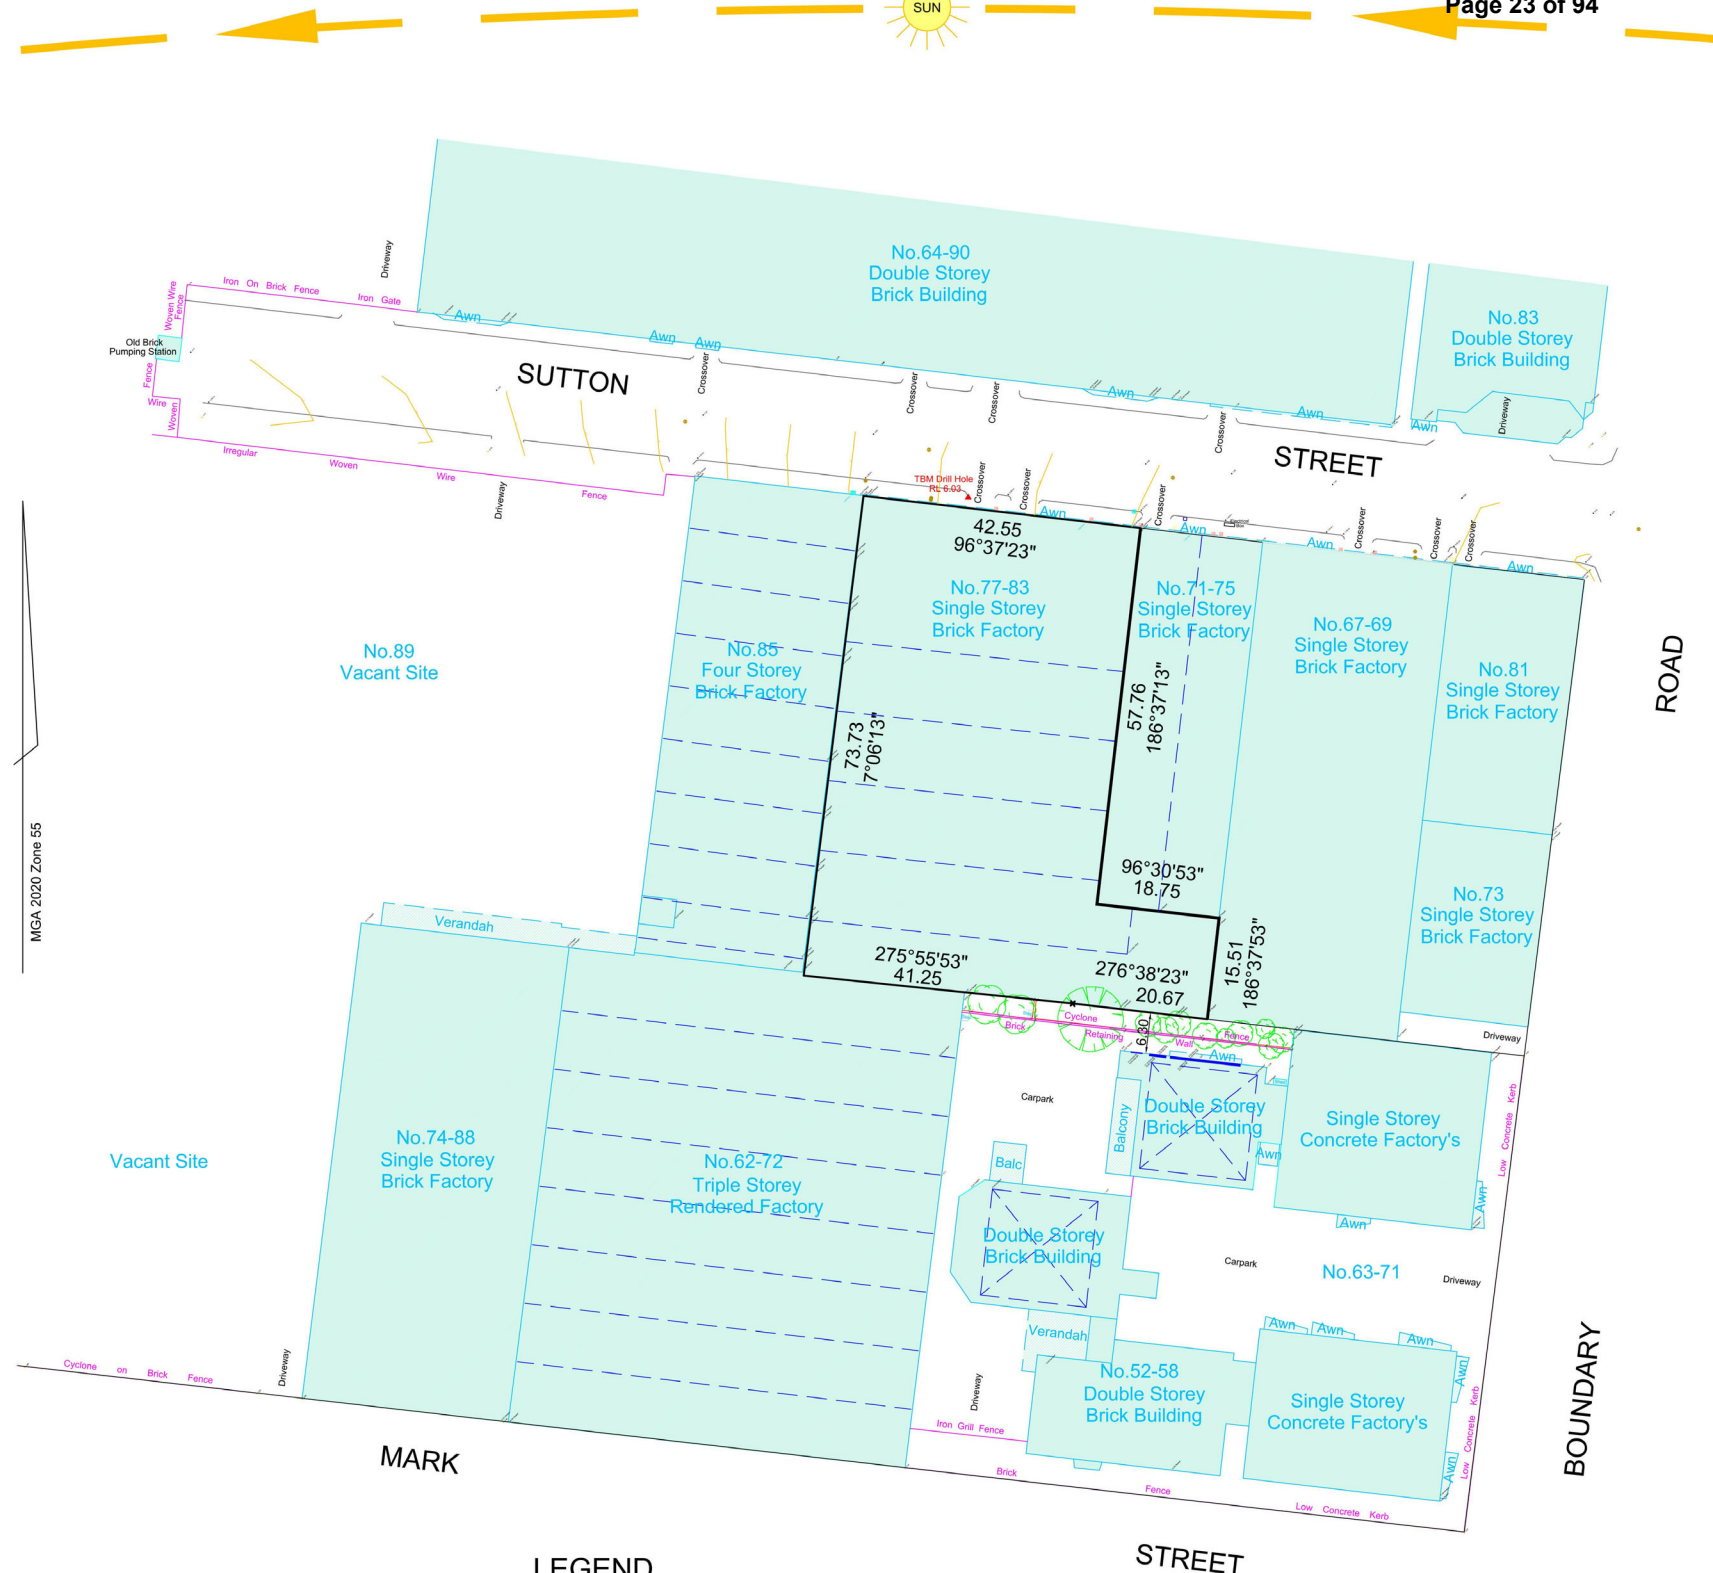 Page 23 of 94
SUN
Driveway
No.64-90
Double Storey
Brick Building
No.83
Double Storey
Brick Building
Driveway
Iron On Brick Fence
Iron Gate
Woven Wire
Fence
Old Brick
Pumping Station
Fence
Wire
Woven
Awn
Awn
Awn
Awn
Awn
Awn
SUTTON
STREET
Crossover
Crossover
Crossover
Crossover
Irregular
Woven
Wire
Fence
Driveway
TBM Drill Hole
RL 6.03
Crossover
Crossover
Crossover
Crossover
Crossover
Crossover
Awn
Awn
Awn
Awn
42.55
96°37'23"
No.77-83
Single Storey
Brick Factory
No.71-75
Single Storey
Brick Factory
No.67-69
Single Storey
Brick Factory
No.81
Single Storey
Brick Factory
ROAD
No.89
Vacant Site
No.85
Four Storey
Brick Factory
57.76
186°37'13"
73.73
7°06'13"
MGA 2020 Zone 55
96°30'53"
18.75
No.73
Single Storey
Brick Factory
Verandah
275°55'53"
41.25
276°38'23"
20.67
15.51
186°37'53"
Cyclone
Fence
Brick
Retaining
Wall
6.30
Driveway
Awn
Carpark
Balcony
Double Storey
Brick Building
Awn
Single Storey
Concrete Factory's
Low Concrete Kerb
Awn
Awn
Vacant Site
No.74-88
Single Storey
Brick Factory
No.62-72
Triple Storey
Rendered Factory
Balc
Double Storey
Brick Building
Carpark
No.63-71
Driveway
Verandah
Awn
Awn
Awn
Awn
No.52-58
Double Storey
Brick Building
Single Storey
Concrete Factory's
Low Concrete Kerb
Awn
BOUNDARY
Cyclone on Brick Fence
Driveway
Driveway
Iron Grill Fence
Brick
Fence
Low Concrete Kerb
MARK
STREET
LEGEND